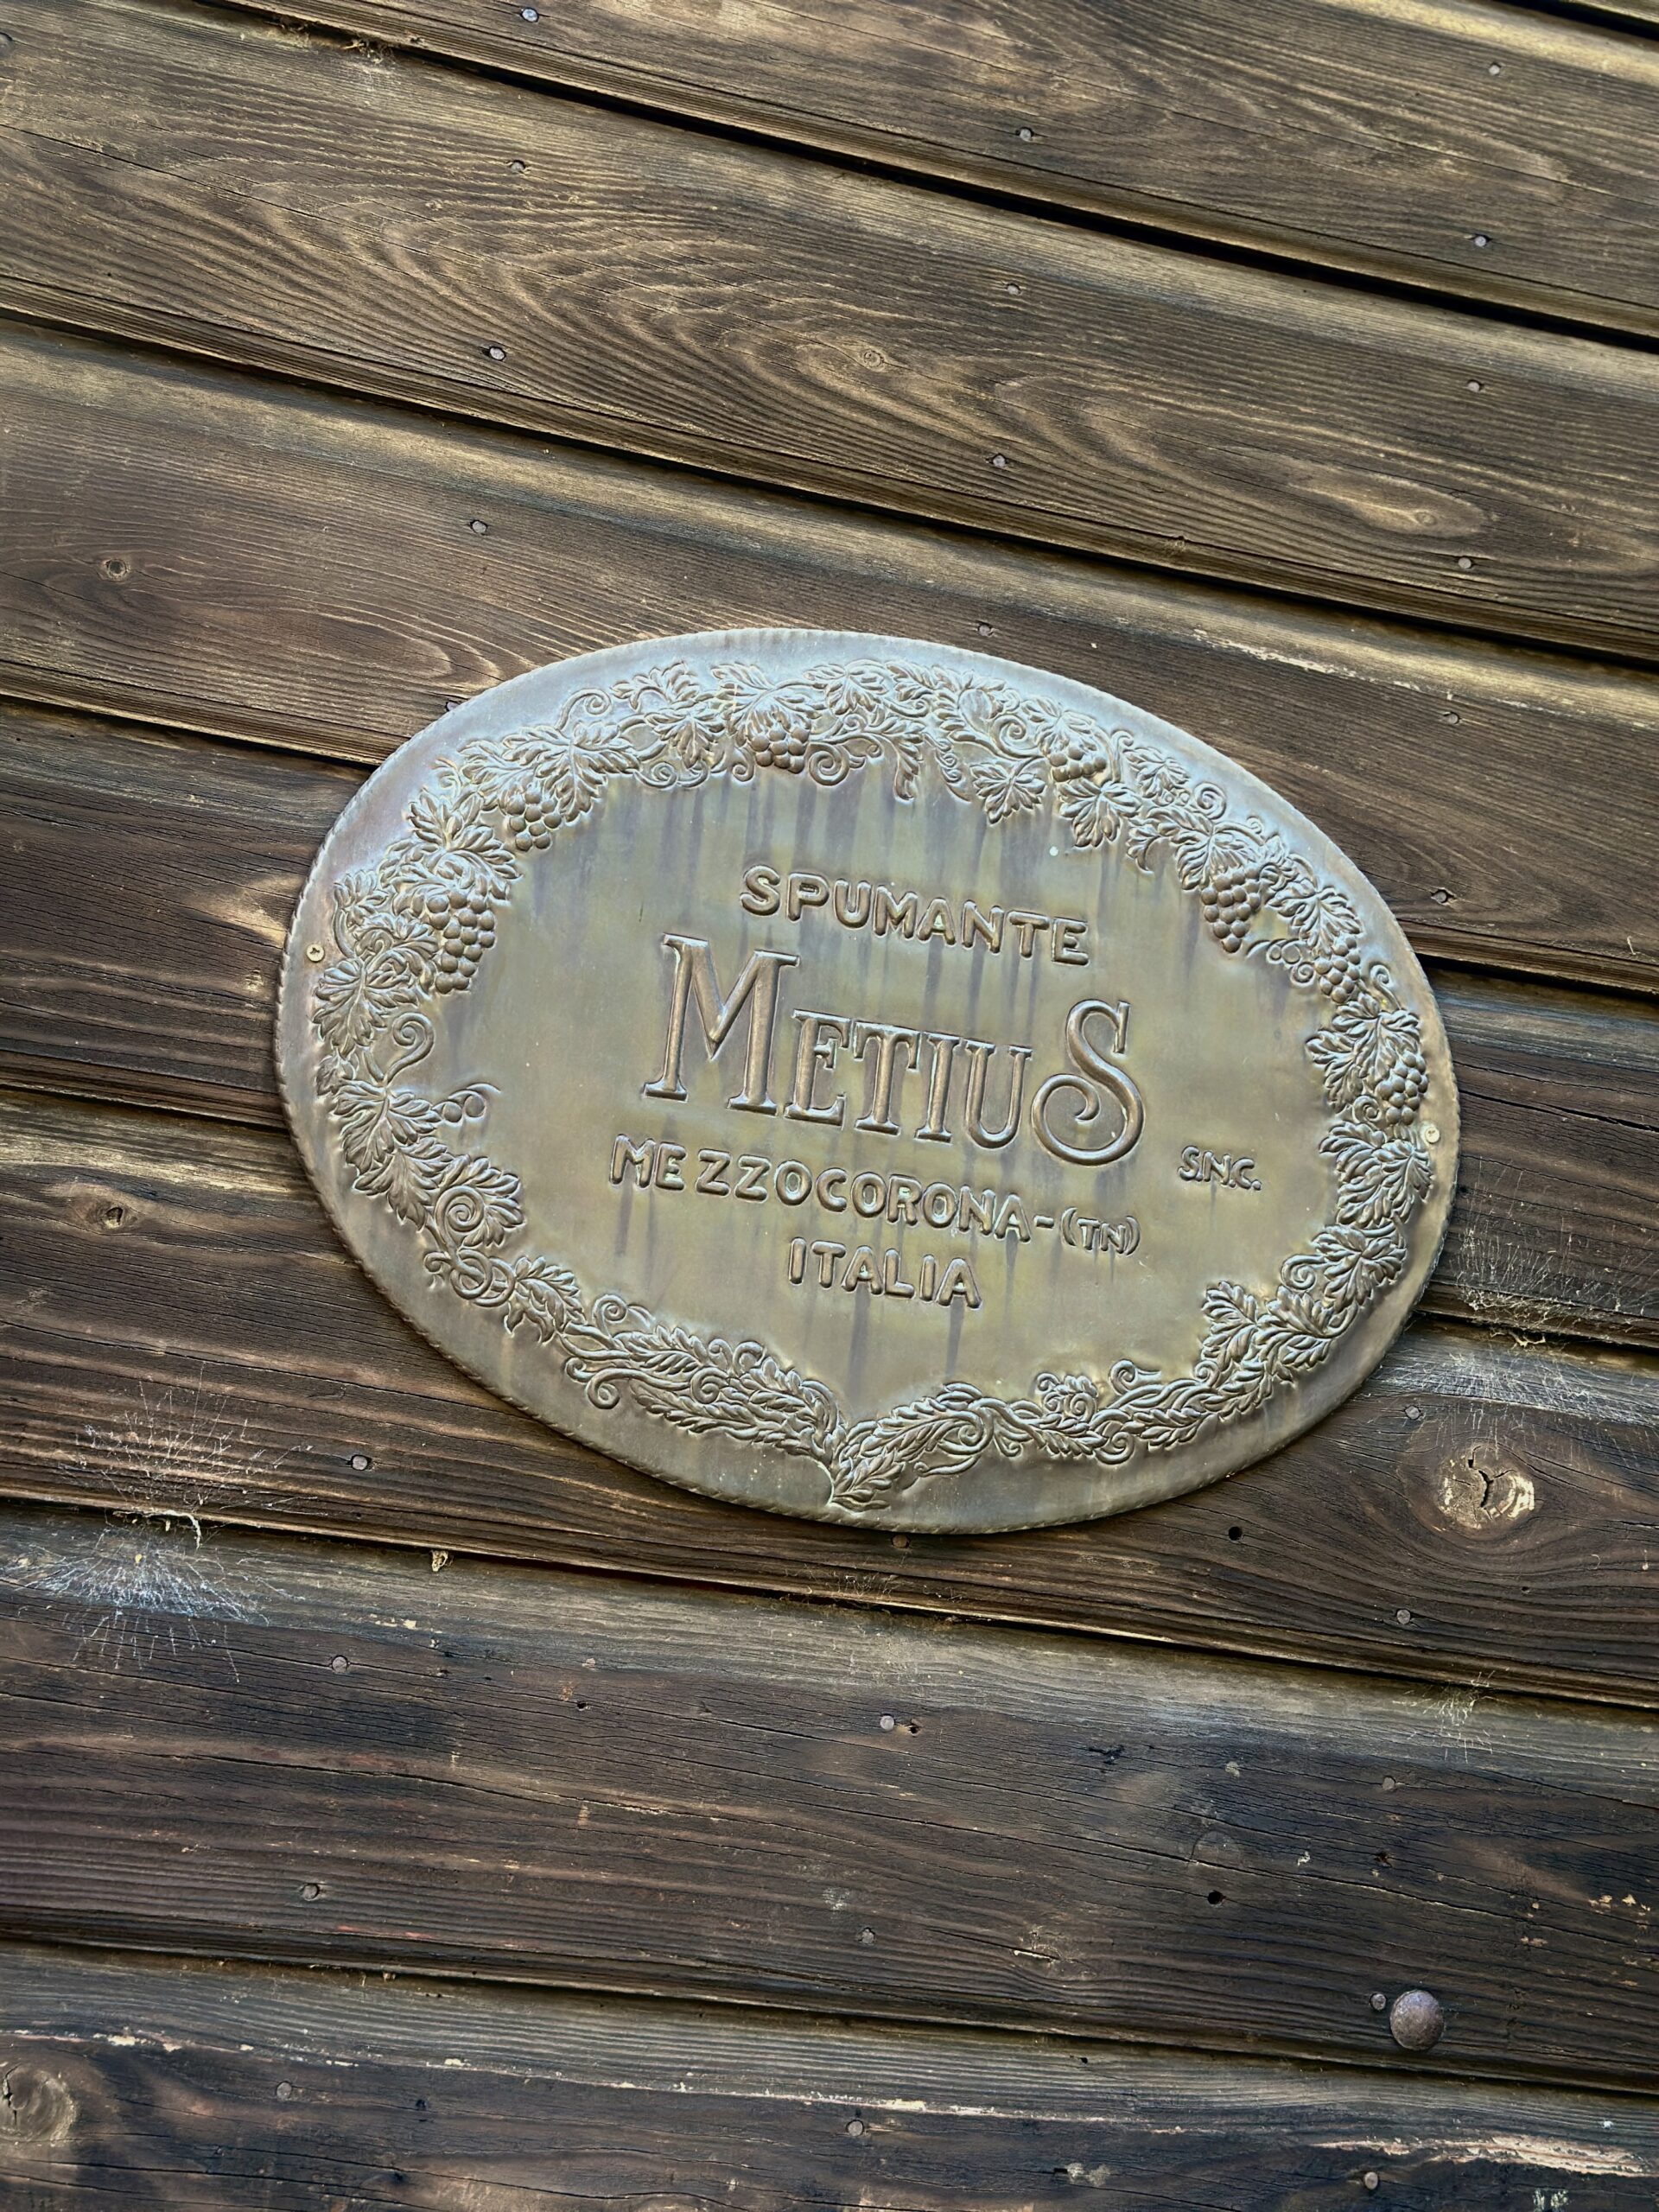 SPUMANTE
METIUS S.N.C.
MEZZOCORONA-(TN)
ITALIA